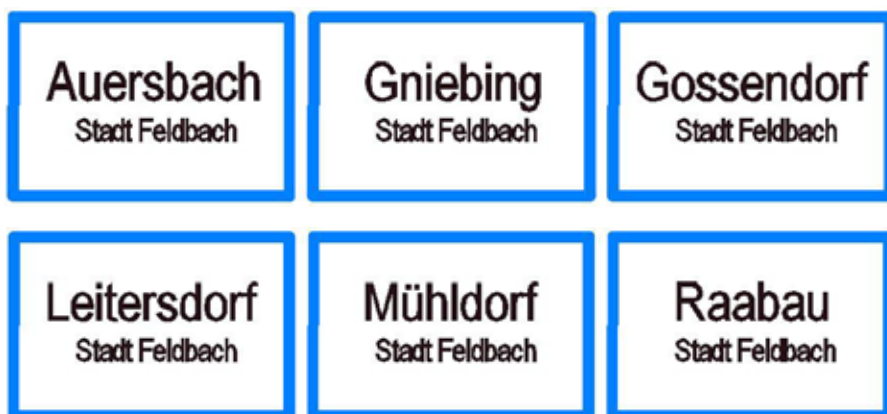 Auersbach
Stadt Feldbach
Gniebing
Stadt Feldbach
Gossendorf
Stadt Feldbach
Leitersdorf
Stadt Feldbach
Mühldorf
Stadt Feldbach
Raabau
Stadt Feldbach